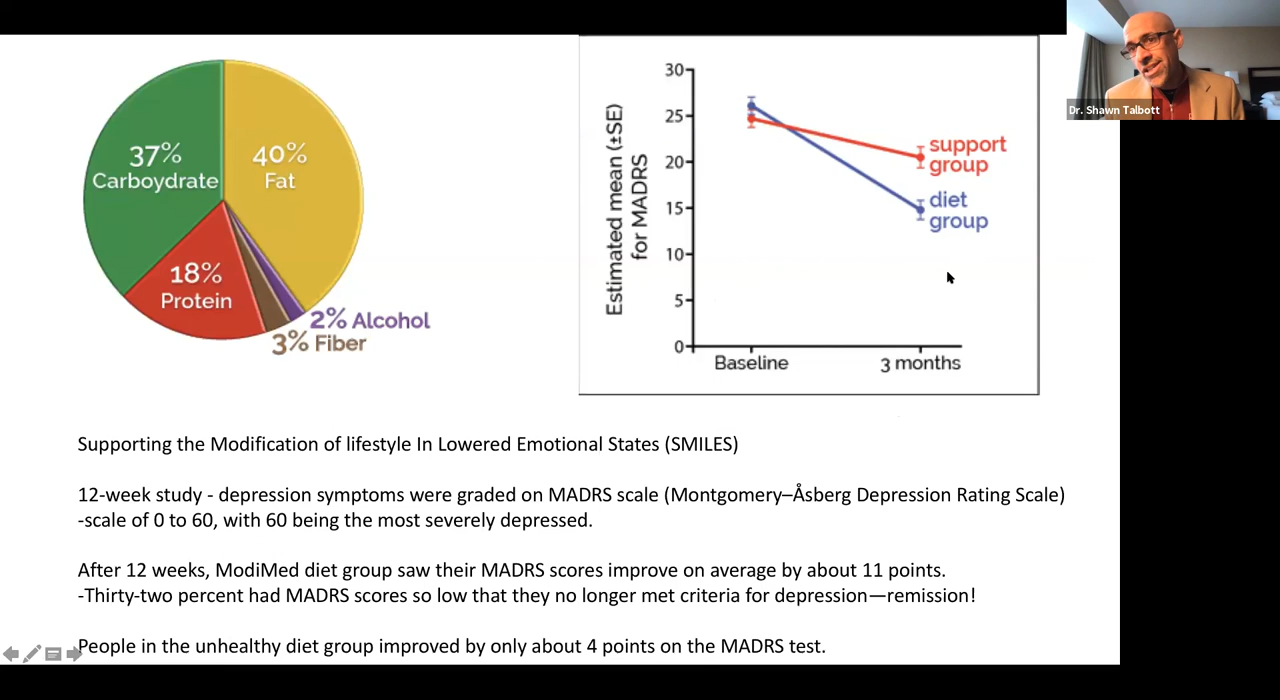 37%
Carboydrate
40%
Fat
18%
Protein
2% Alcohol
3% Fiber
Estimated mean (±SE)
for MADRS
30
25
20
15
10
5
0
support
group
diet
group
Baseline
3 months
Dr. Shawn Talbott
Supporting the Modification of lifestyle In Lowered Emotional States (SMILES)
12-week study - depression symptoms were graded on MADRS scale (Montgomery–Åsberg Depression Rating Scale)
-scale of 0 to 60, with 60 being the most severely depressed.
After 12 weeks, ModiMed diet group saw their MADRS scores improve on average by about 11 points.
-Thirty-two percent had MADRS scores so low that they no longer met criteria for depression—remission!
People in the unhealthy diet group improved by only about 4 points on the MADRS test.